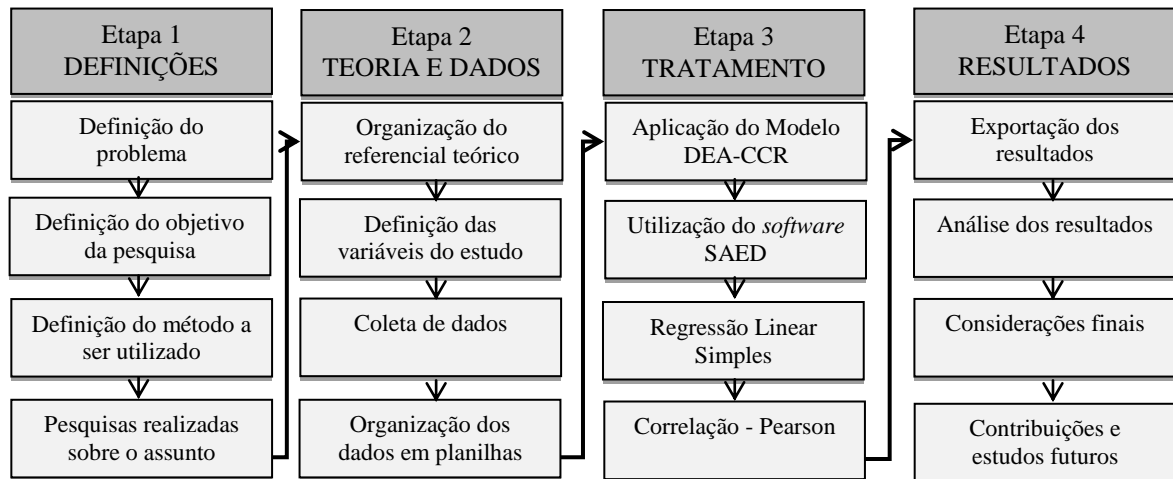 Etapa 1
DEFINIÇÕES
Definição do
problema
Definição do objetivo
da pesquisa
Definição do método a
ser utilizado
Pesquisas realizadas
sobre o assunto
Etapa 2
TEORIA E DADOS
Organização do
referencial teórico
Definição das
variáveis do estudo
Coleta de dados
Organização dos
dados em planilhas
Etapa 3
TRATAMENTO
Aplicação do Modelo
DEA-CCR
Utilização do software
SAED
Regressão Linear
Simples
Correlação - Pearson
Etapa 4
RESULTADOS
Exportação dos
resultados
Análise dos resultados
Considerações finais
Contribuições e
estudos futuros